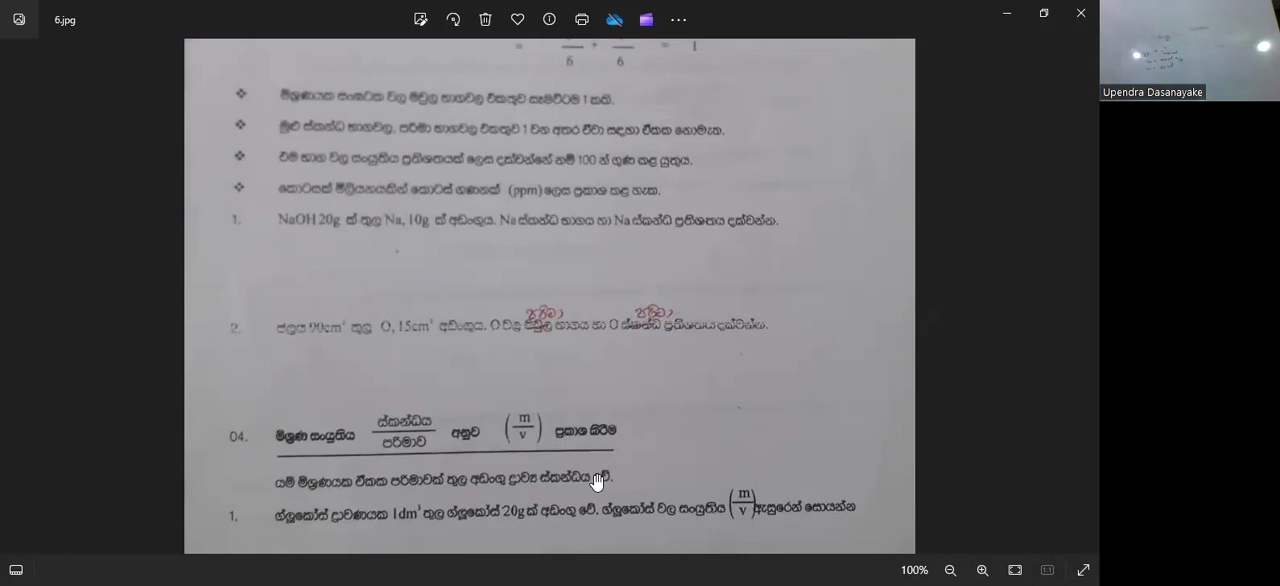 6.jpg
Upendra Dasanayake
= 6 + 6 = 1
❖ මිශ්‍රණයක සංඝටක වල මවුල භාගවල එකතුව සැමවිටම 1 කති.
❖ මුළු ස්කන්ධ භාගවල, පරිමා භාගවල එකතුව 1 වන අතර ඒවා සඳහා ඒකක නොමැත.
❖ එම භාග වල සංයුතිය ප්‍රතිශතයක් ලෙස දක්වන්නේ නම් 100 න් ගුණ කළ යුතුය.
❖ කොටසක් මිලියනයකින් කොටස් ගණනක් (ppm) ලෙස ප්‍රකාශ කළ හැක.
1. NaOH 20g ක් තුල Na, 10g ක් අඩංගුය. Na ස්කන්ධ භාගය හා Na ස්කන්ධ ප්‍රතිශතය දක්වන්න.
පරිමා පරිමා
2. ජලය 90cm³ තුල O, 15cm³ අඩංගුය. O වල මවුල භාගය හා O ස්කන්ධ ප්‍රතිශතය දක්වන්න.
04. මිශ්‍රණ සංයුතිය ස්කන්ධය / පරිමාව අනුව (m/v) ප්‍රකාශ කිරීම
යම් මිශ්‍රණයක ඒකක පරිමාවක් තුල අඩංගු ද්‍රාව්‍ය ස්කන්ධය වේ.
1. ග්ලූකෝස් ද්‍රාවණයක 1dm³ තුල ග්ලූකෝස් 20g ක් අඩංගු වේ. ග්ලූකෝස් වල සංයුතිය (m/v) ඇසුරෙන් සොයන්න
100%